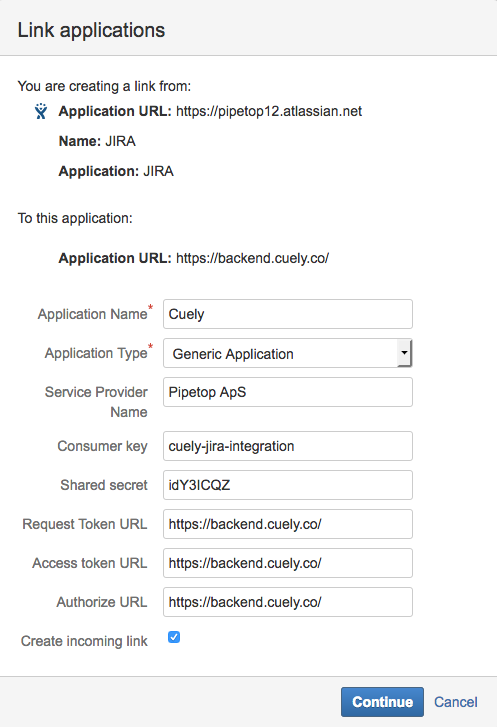 Link applications
You are creating a link from:
Application URL: https://pipetop12.atlassian.net
Name: JIRA
Application: JIRA
To this application:
Application URL: https://backend.cuely.co/
Application Name* Cuely
Application Type* Generic Application
Service Provider Pipetop ApS
Name
Consumer key cuely-jira-integration
Shared secret idY3ICQZ
Request Token URL https://backend.cuely.co/
Access token URL https://backend.cuely.co/
Authorize URL https://backend.cuely.co/
Create incoming link
Continue Cancel